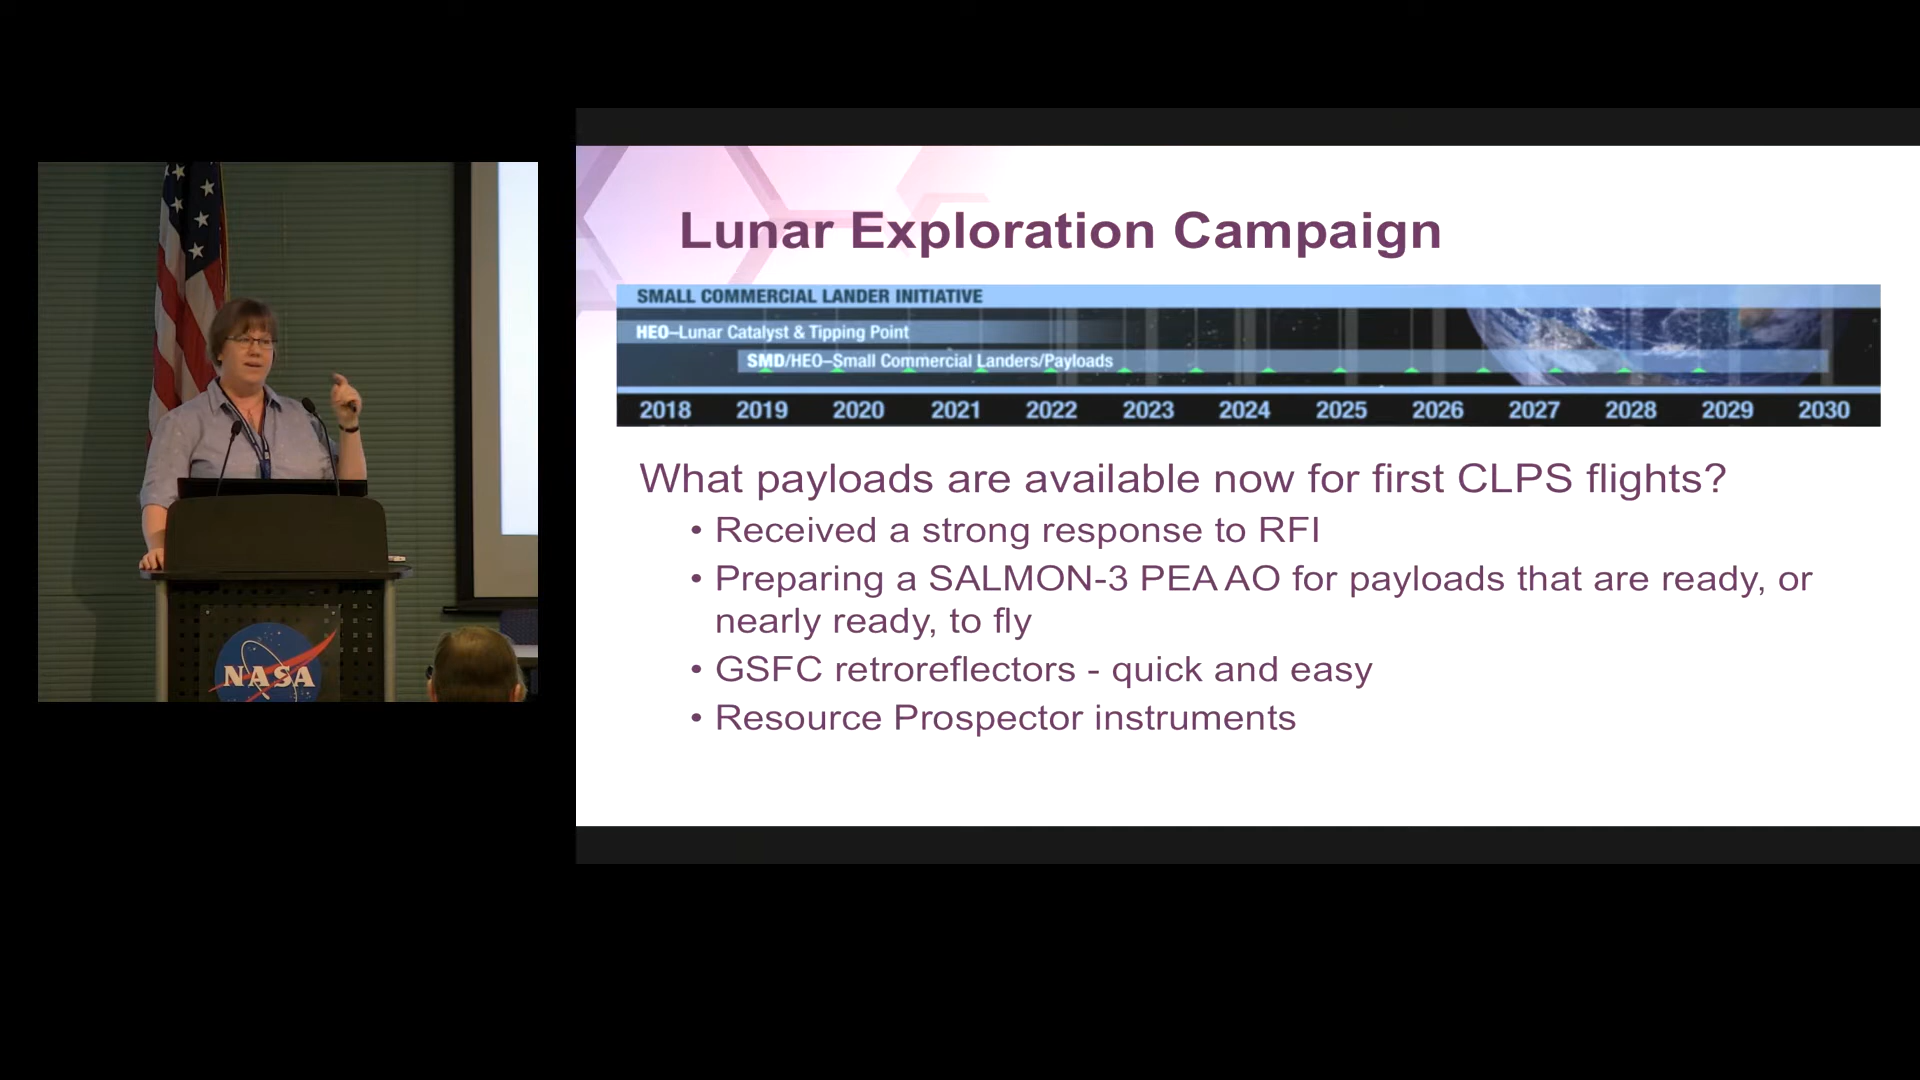 Lunar Exploration Campaign
SMALL COMMERCIAL LANDER INITIATIVE
HEO–Lunar Catalyst & Tipping Point
SMD/HEO–Small Commercial Landers/Payloads
2018 2019 2020 2021 2022 2023 2024 2025 2026 2027 2028 2029 2030
What payloads are available now for first CLPS flights?
• Received a strong response to RFI
• Preparing a SALMON-3 PEA AO for payloads that are ready, or
nearly ready, to fly
• GSFC retroreflectors - quick and easy
• Resource Prospector instruments
NASA